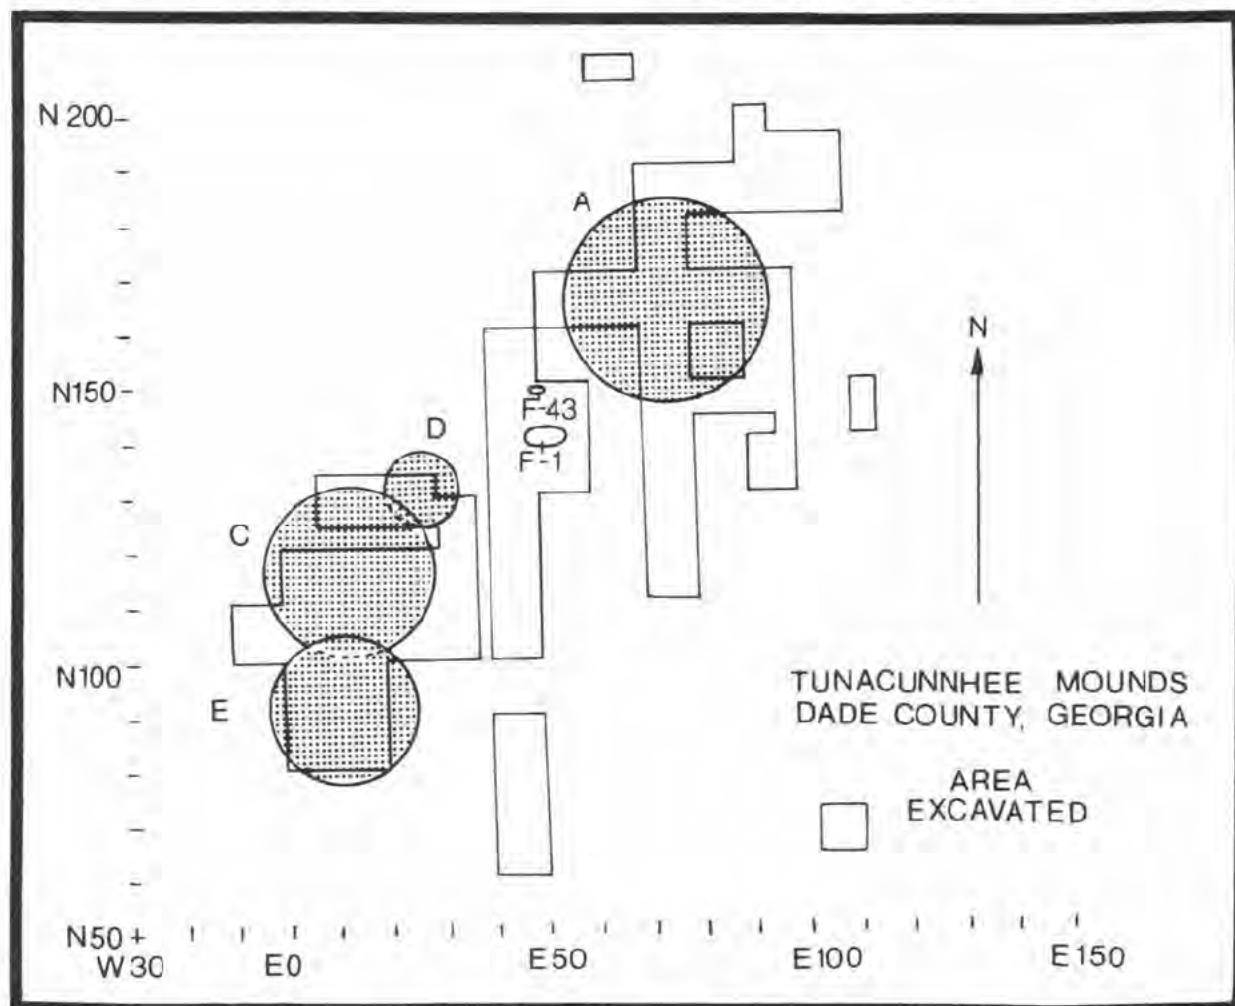 N 200
A
N
N150
F-43
D
F-1
C
N100
TUNACUNNHEE MOUNDS
DADE COUNTY, GEORGIA
E
AREA
EXCAVATED
N50 +
W30 E0 E50 E100 E150